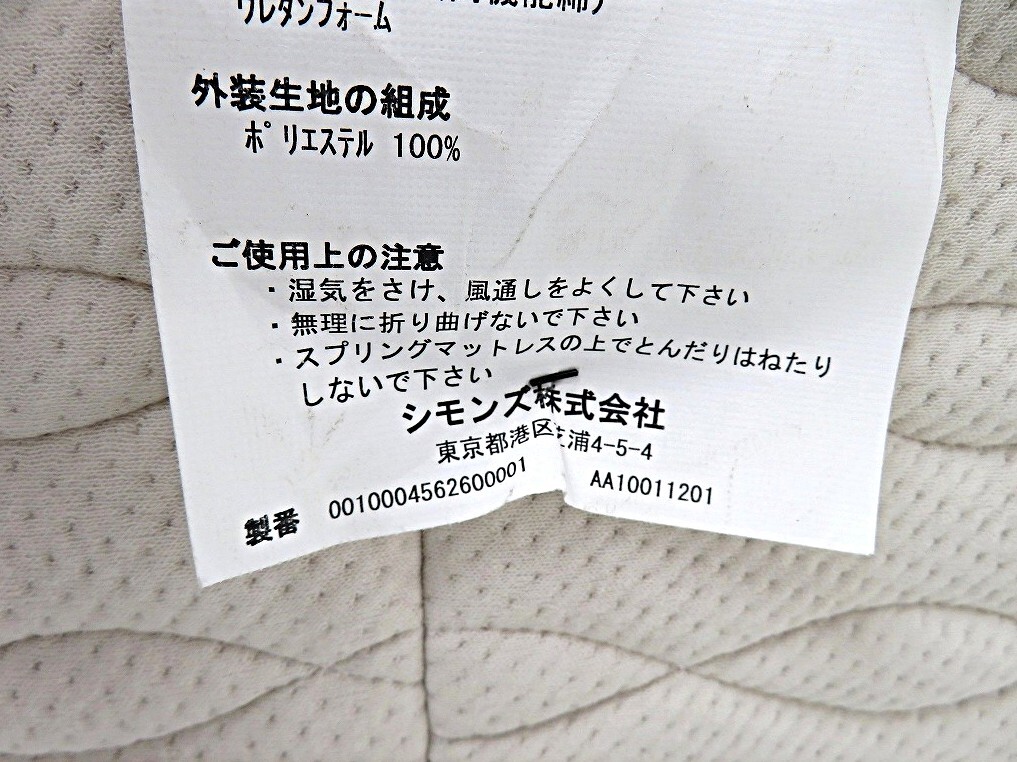 機能綿)
ウレタンフォーム
外装生地の組成
ポリエステル 100%
ご使用上の注意
・湿気をさけ、風通しをよくして下さい
・無理に折り曲げないで下さい
・スプリングマットレスの上でとんだりはねたり
しないで下さい
シモンズ株式会社
東京都港区芝浦4-5-4
製番 0010004562600001 AA10011201